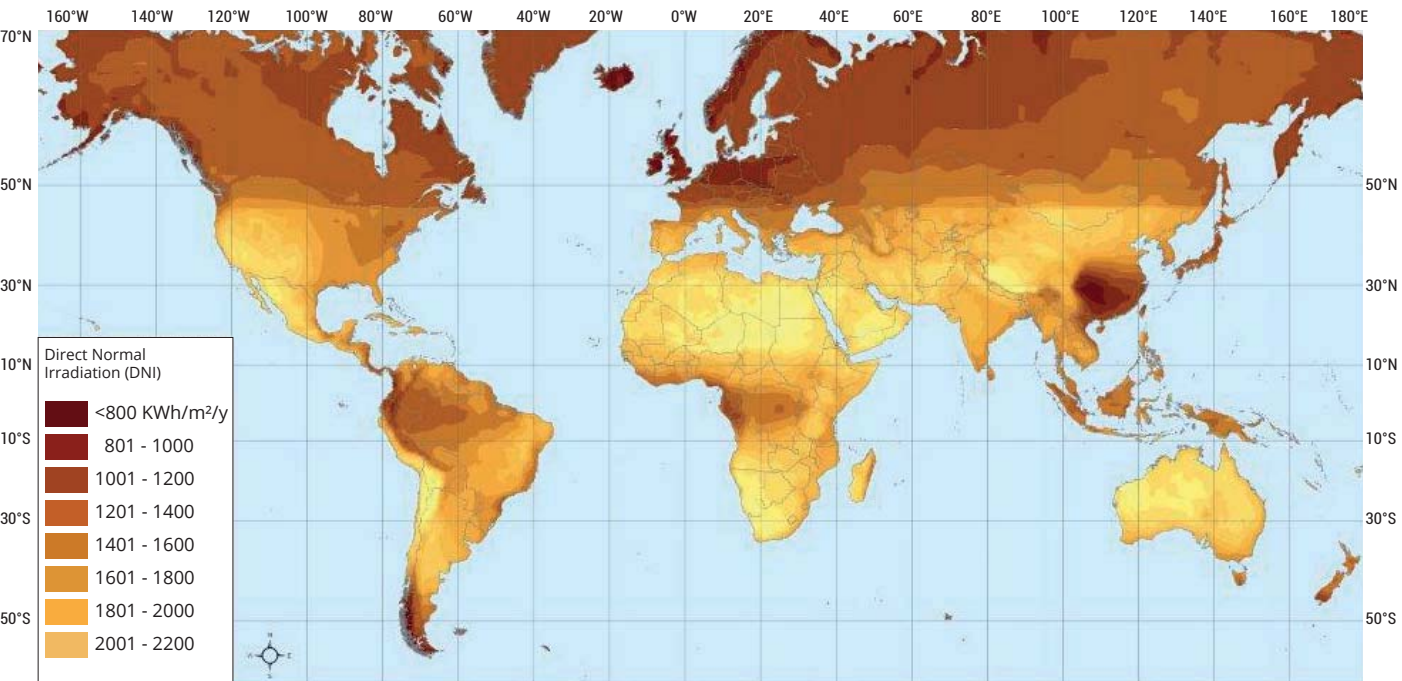 160°W 140°W 120°W 100°W 80°W 60°W 40°W 20°W 0°W 20°E 40°E 60°E 80°E 100°E 120°E 140°E 160°E 180°E
70°N
50°N 50°N
30°N 30°N
10°N 10°N
10°S 10°S
30°S 30°S
50°S 50°S
Direct Normal
Irradiation (DNI)
<800 KWh/m²/y
801 - 1000
1001 - 1200
1201 - 1400
1401 - 1600
1601 - 1800
1801 - 2000
2001 - 2200